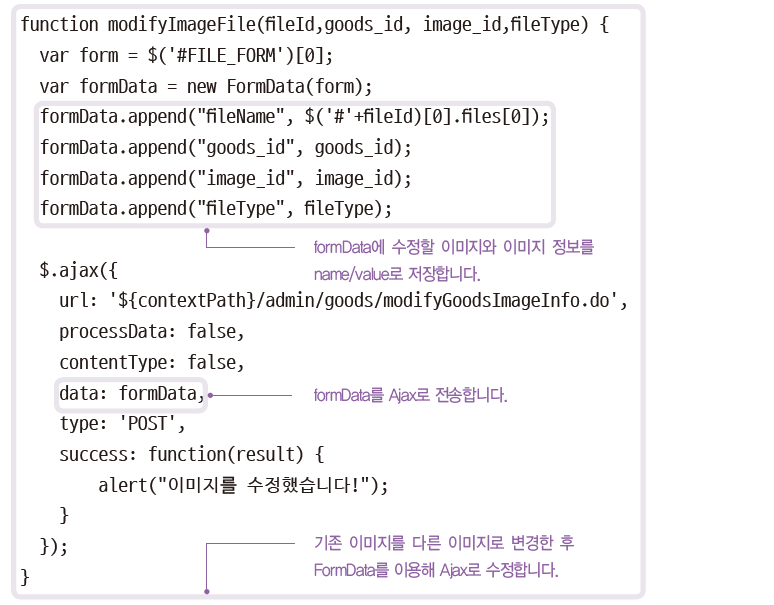 function modifyImageFile(fileId,goods_id, image_id,fileType) {
var form = $('#FILE_FORM')[0];
var formData = new FormData(form);
formData.append("fileName", $('#'+fileId)[0].files[0]);
formData.append("goods_id", goods_id);
formData.append("image_id", image_id);
formData.append("fileType", fileType);
formData에 수정할 이미지와 이미지 정보를
name/value로 저장합니다.
$.ajax({
url: '${contextPath}/admin/goods/modifyGoodsImageInfo.do',
processData: false,
contentType: false,
data: formData,
formData를 Ajax로 전송합니다.
type: 'POST',
success: function(result) {
alert("이미지를 수정했습니다!");
}
});
기존 이미지를 다른 이미지로 변경한 후
FormData를 이용해 Ajax로 수정합니다.
}